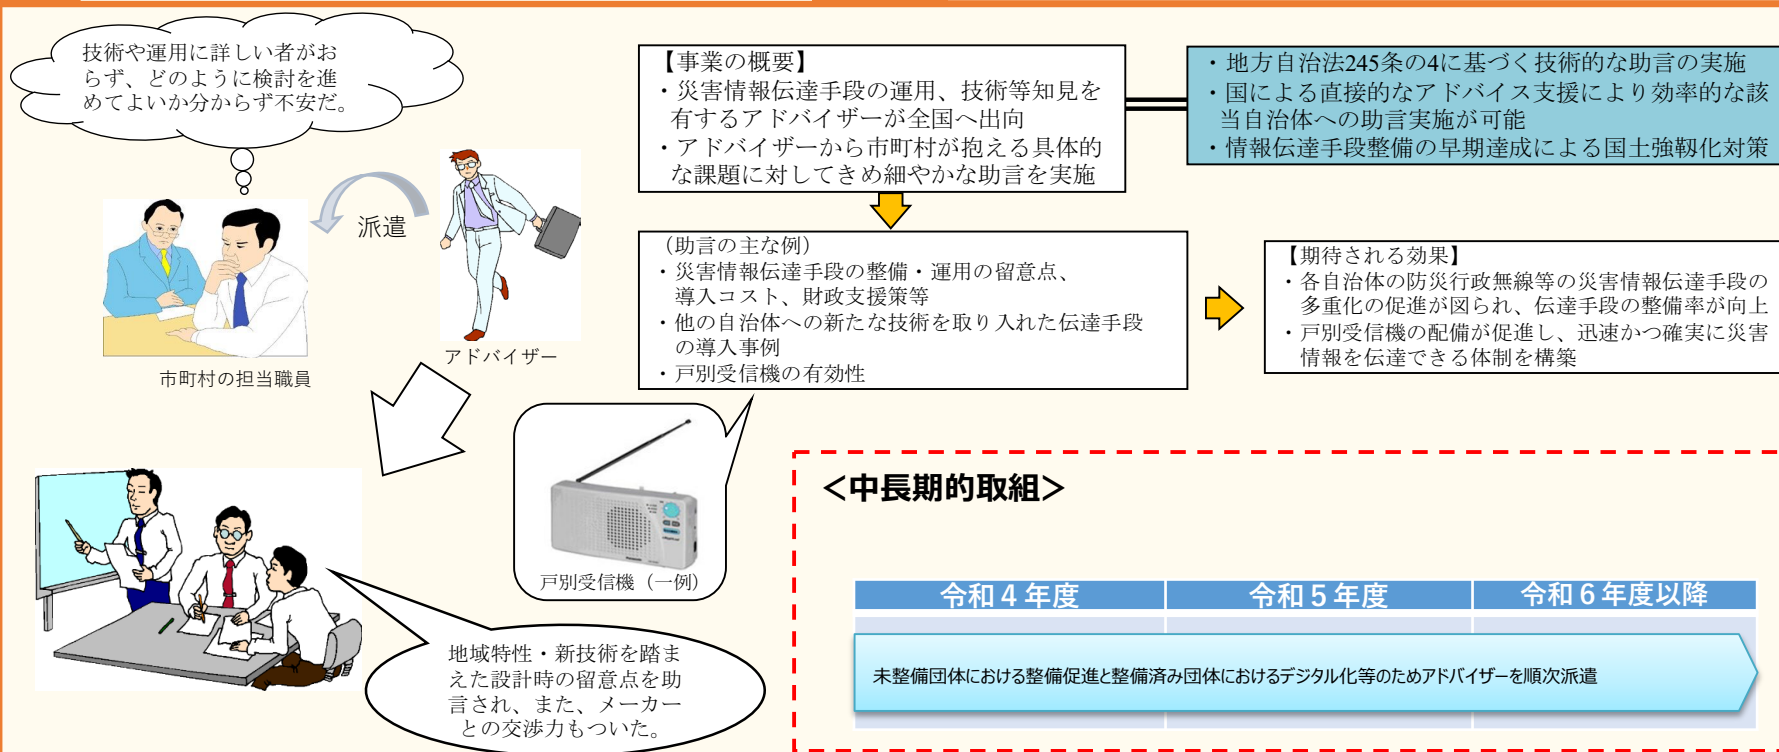 技術や運用に詳しい者がお
らず、どのように検討を進
めてよいか分からず不安だ。
派遣
市町村の担当職員
アドバイザー
【事業の概要】
・災害情報伝達手段の運用、技術等知見を
有するアドバイザーが全国へ出向
・アドバイザーから市町村が抱える具体的
な課題に対してきめ細やかな助言を実施
・地方自治法245条の4に基づく技術的な助言の実施
・国による直接的なアドバイス支援により効率的な該
当自治体への助言実施が可能
・情報伝達手段整備の早期達成による国土強靱化対策
（助言の主な例）
・災害情報伝達手段の整備・運用の留意点、
導入コスト、財政支援策等
・他の自治体への新たな技術を取り入れた伝達手段
の導入事例
・戸別受信機の有効性
【期待される効果】
・各自治体の防災行政無線等の災害情報伝達手段の
多重化の促進が図られ、伝達手段の整備率が向上
・戸別受信機の配備が促進し、迅速かつ確実に災害
情報を伝達できる体制を構築
戸別受信機（一例）
地域特性・新技術を踏ま
えた設計時の留意点を助
言され、また、メーカー
との交渉力もついた。
＜中長期的取組＞
令和４年度
令和５年度
令和６年度以降
未整備団体における整備促進と整備済み団体におけるデジタル化等のためアドバイザーを順次派遣